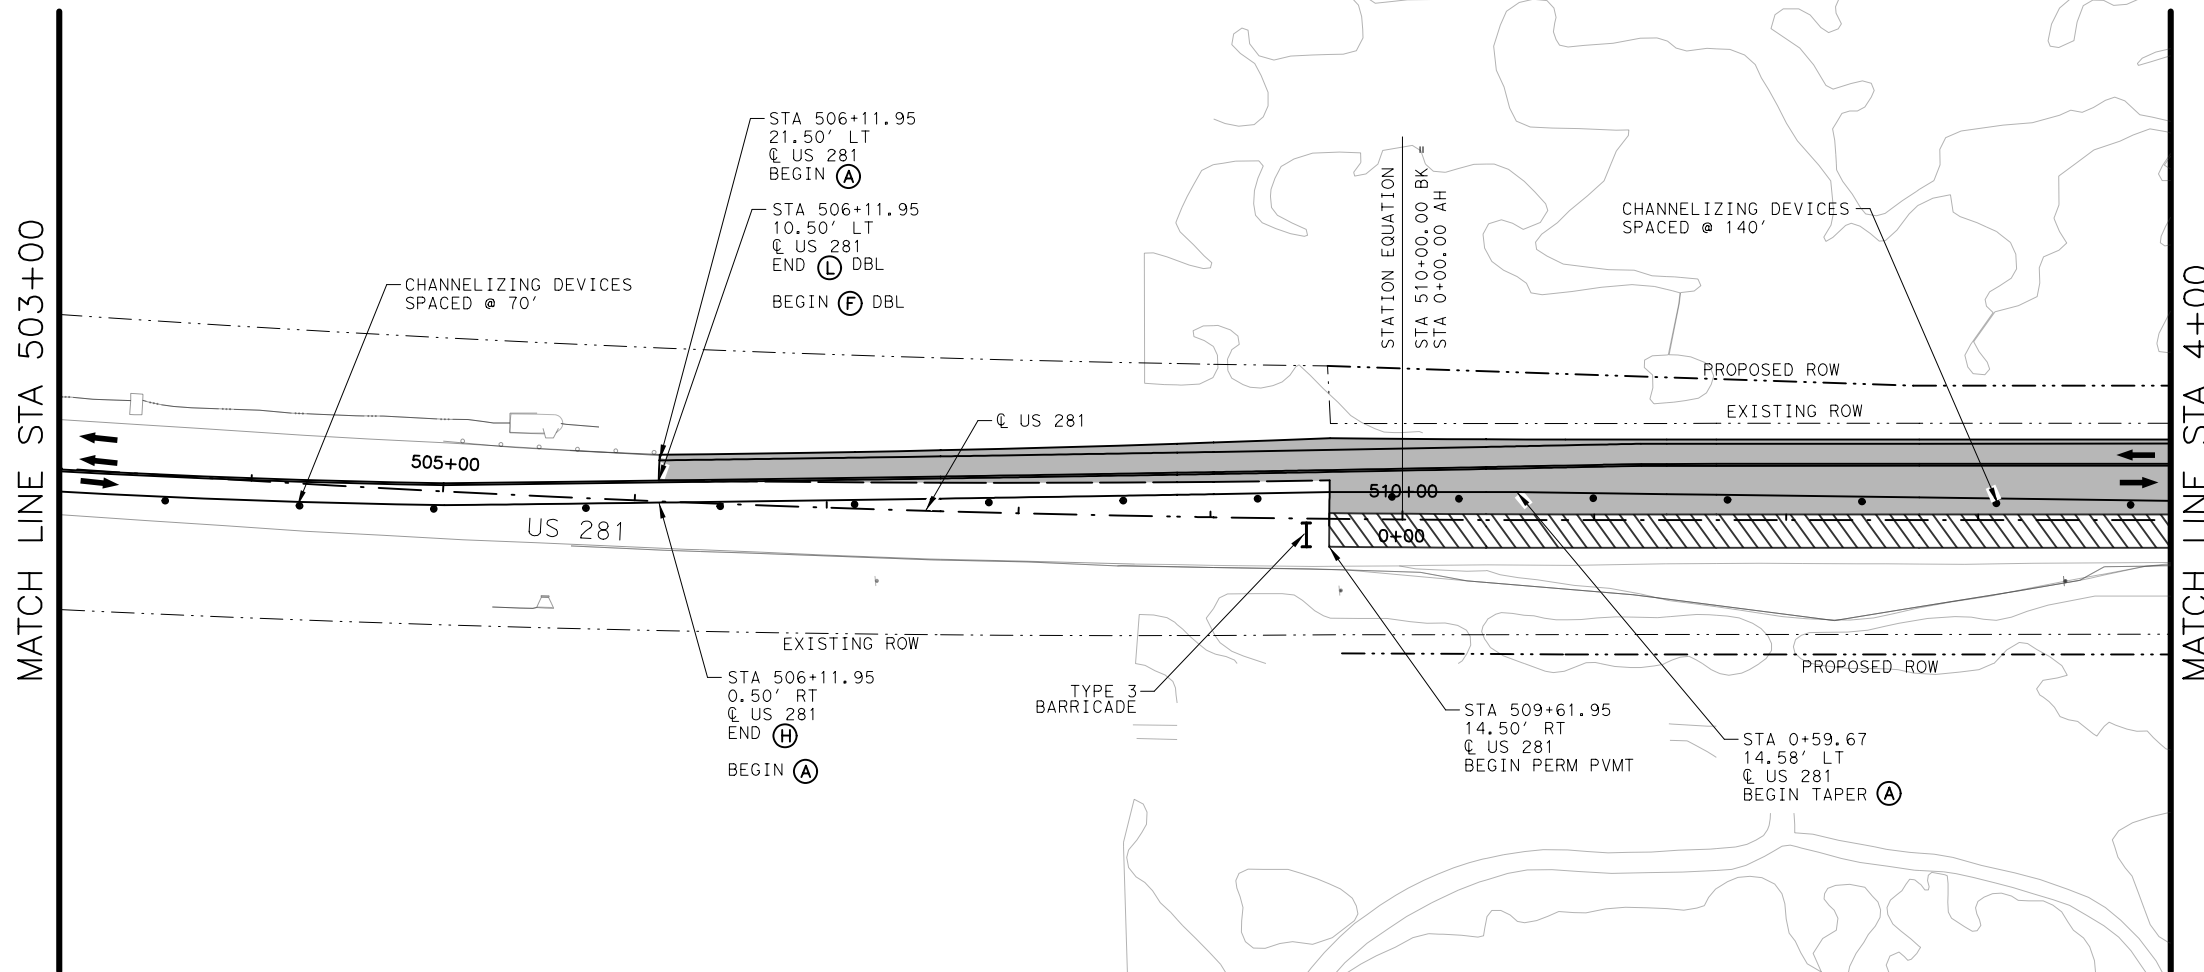 MATCH LINE STA 503+00
STA 506+11.95
21.50' LT
℄ US 281
BEGIN A
STA 506+11.95
10.50' LT
℄ US 281
END L DBL
BEGIN F DBL
CHANNELIZING DEVICES
SPACED @ 70'
STATION EQUATION
STA 510+00.00 BK =
STA 0+00.00 AH
CHANNELIZING DEVICES
SPACED @ 140'
PROPOSED ROW
EXISTING ROW
℄ US 281
505+00
510+00
0+00
US 281
EXISTING ROW
PROPOSED ROW
STA 506+11.95
0.50' RT
℄ US 281
END H
BEGIN A
TYPE 3
BARRICADE
STA 509+61.95
14.50' RT
℄ US 281
BEGIN PERM PVMT
STA 0+59.67
14.58' LT
℄ US 281
BEGIN TAPER A
MATCH LINE STA 4+00